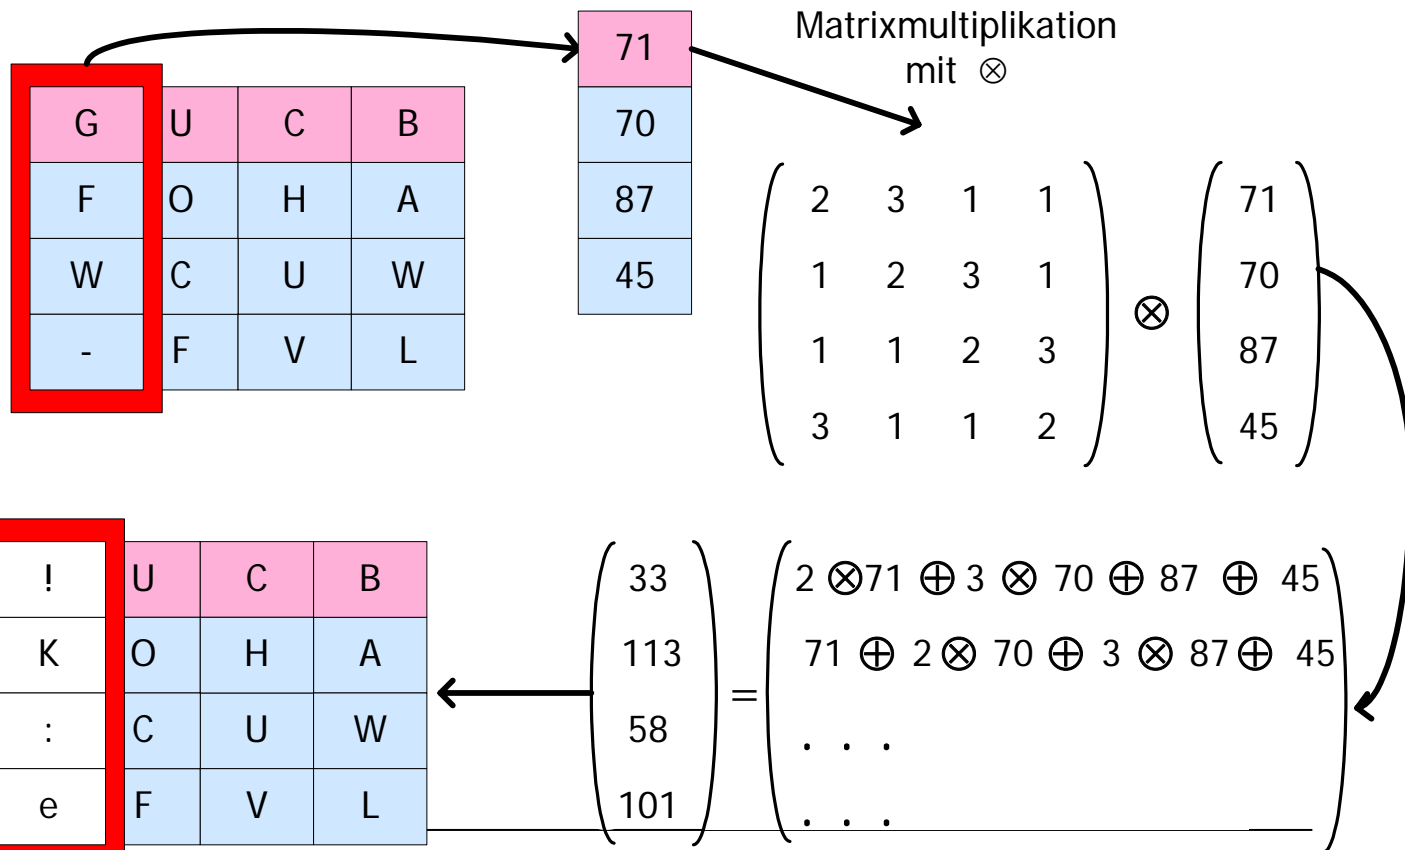 Matrixmultiplikation
mit ⊗
71
70
87
45
G U C B
F O H A
W C U W
- F V L
2 3 1 1
1 2 3 1
1 1 2 3
3 1 1 2
⊗
71
70
87
45
! U C B
K O H A
: C U W
e F V L
33
113
58
101
=
2 ⊗ 71 ⊕ 3 ⊗ 70 ⊕ 87 ⊕ 45
71 ⊕ 2 ⊗ 70 ⊕ 3 ⊗ 87 ⊕ 45
. . .
. . .